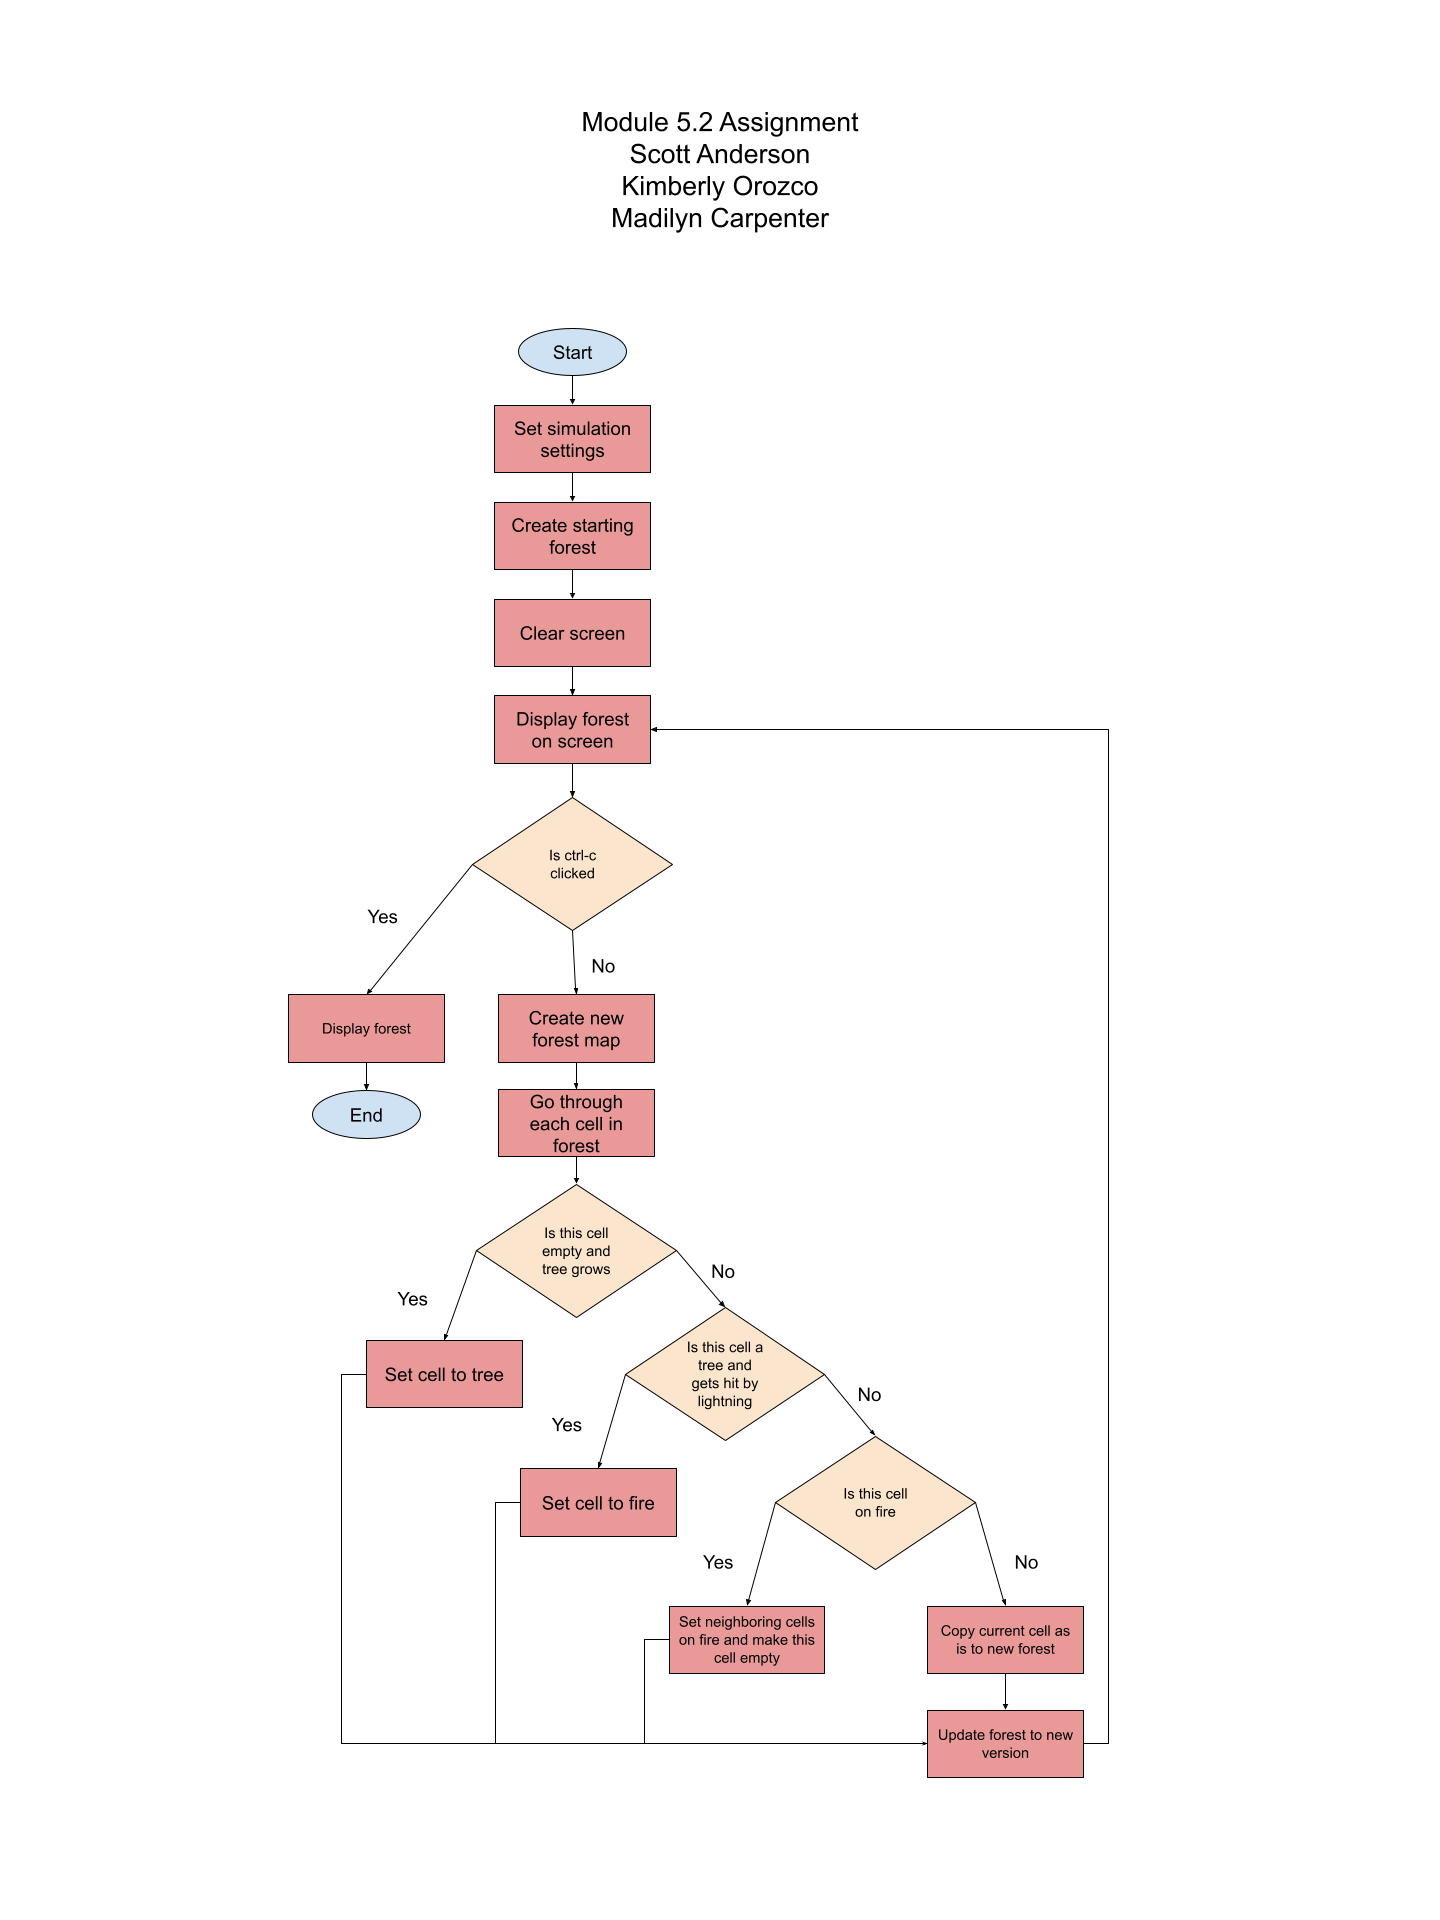 Module 5.2 Assignment
Scott Anderson
Kimberly Orozco
Madilyn Carpenter
Start
Set simulation
settings
Create starting
forest
Clear screen
Display forest
on screen
Is ctrl-c
clicked
Yes
No
Display forest
Create new
forest map
End
Go through
each cell in
forest
Is this cell
empty and
tree grows
Yes
No
Set cell to tree
Is this cell a
tree and
gets hit by
lightning
Yes
No
Set cell to fire
Is this cell
on fire
Yes
No
Set neighboring cells
on fire and make this
cell empty
Copy current cell as
is to new forest
Update forest to new
version